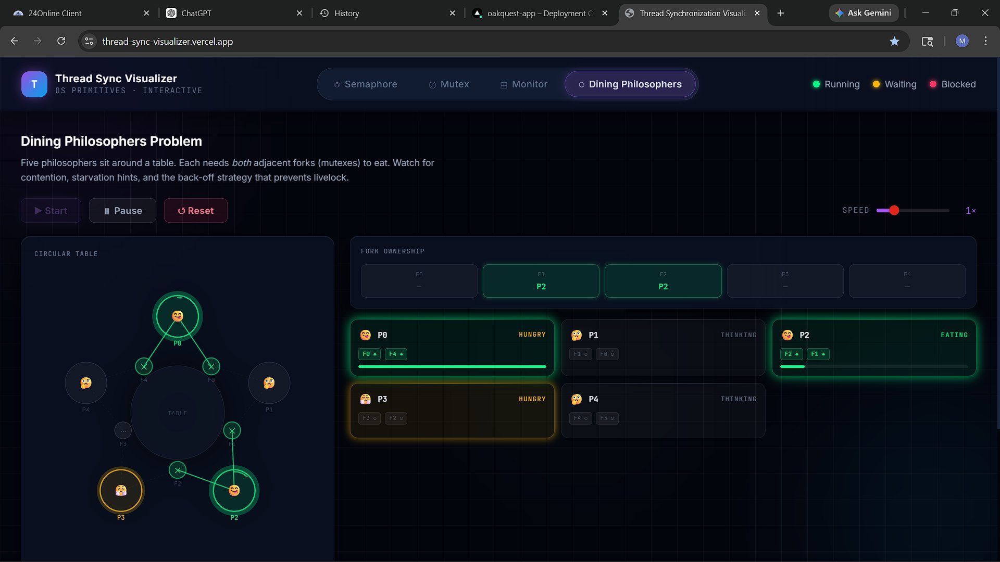 24Online Client
ChatGPT
History
oakquest-app – Deployment O
Thread Synchronization Visuali
Ask Gemini
thread-sync-visualizer.vercel.app
M
T
Thread Sync Visualizer
OS PRIMITIVES · INTERACTIVE
Semaphore
Mutex
Monitor
Dining Philosophers
Running
Waiting
Blocked
Dining Philosophers Problem
Five philosophers sit around a table. Each needs both adjacent forks (mutexes) to eat. Watch for
contention, starvation hints, and the back-off strategy that prevents livelock.
▶ Start
⏸ Pause
↺ Reset
SPEED
1×
CIRCULAR TABLE
P0
F4
F0
P4
P1
TABLE
F3
F1
F2
P3
P2
FORK OWNERSHIP
F0
—
F1
P2
F2
P2
F3
—
F4
—
P0
HUNGRY
F0 ●
F4 ●
P1
THINKING
F1 ○
F0 ○
P2
EATING
F2 ●
F1 ●
P3
HUNGRY
F3 ○
F2 ○
P4
THINKING
F4 ○
F3 ○